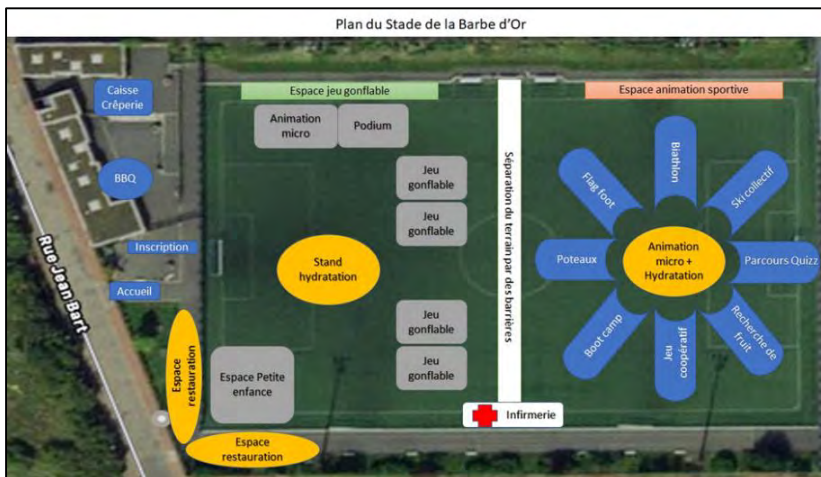 Plan du Stade de la Barbe d'Or
Caisse
Crêperie
BBQ
Inscription
Accueil
Rue Jean Bart
Espace
restauration
Espace
restauration
Espace jeu gonflable
Animation
micro
Podium
Jeu
gonflable
Jeu
gonflable
Stand
hydratation
Jeu
gonflable
Jeu
gonflable
Espace Petite
enfance
Séparation du terrain par des barrières
Infirmerie
Espace animation sportive
Biathlon
Flag foot
Ski collectif
Poteaux
Animation
micro +
Hydratation
Parcours Quizz
Boot camp
Jeu
coopératif
Recherche de
fruit